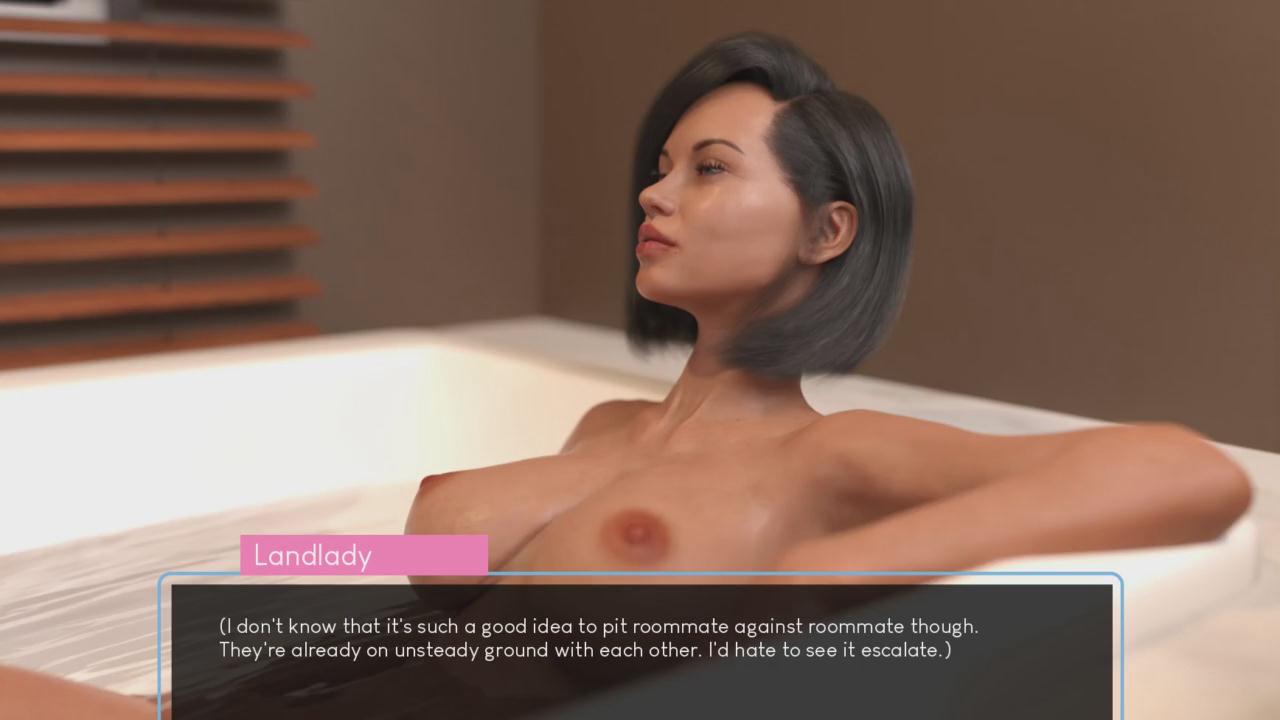 Landlady
(I don't know that it's such a good idea to pit roommate against roommate though.
They're already on unsteady ground with each other. I'd hate to see it escalate.)